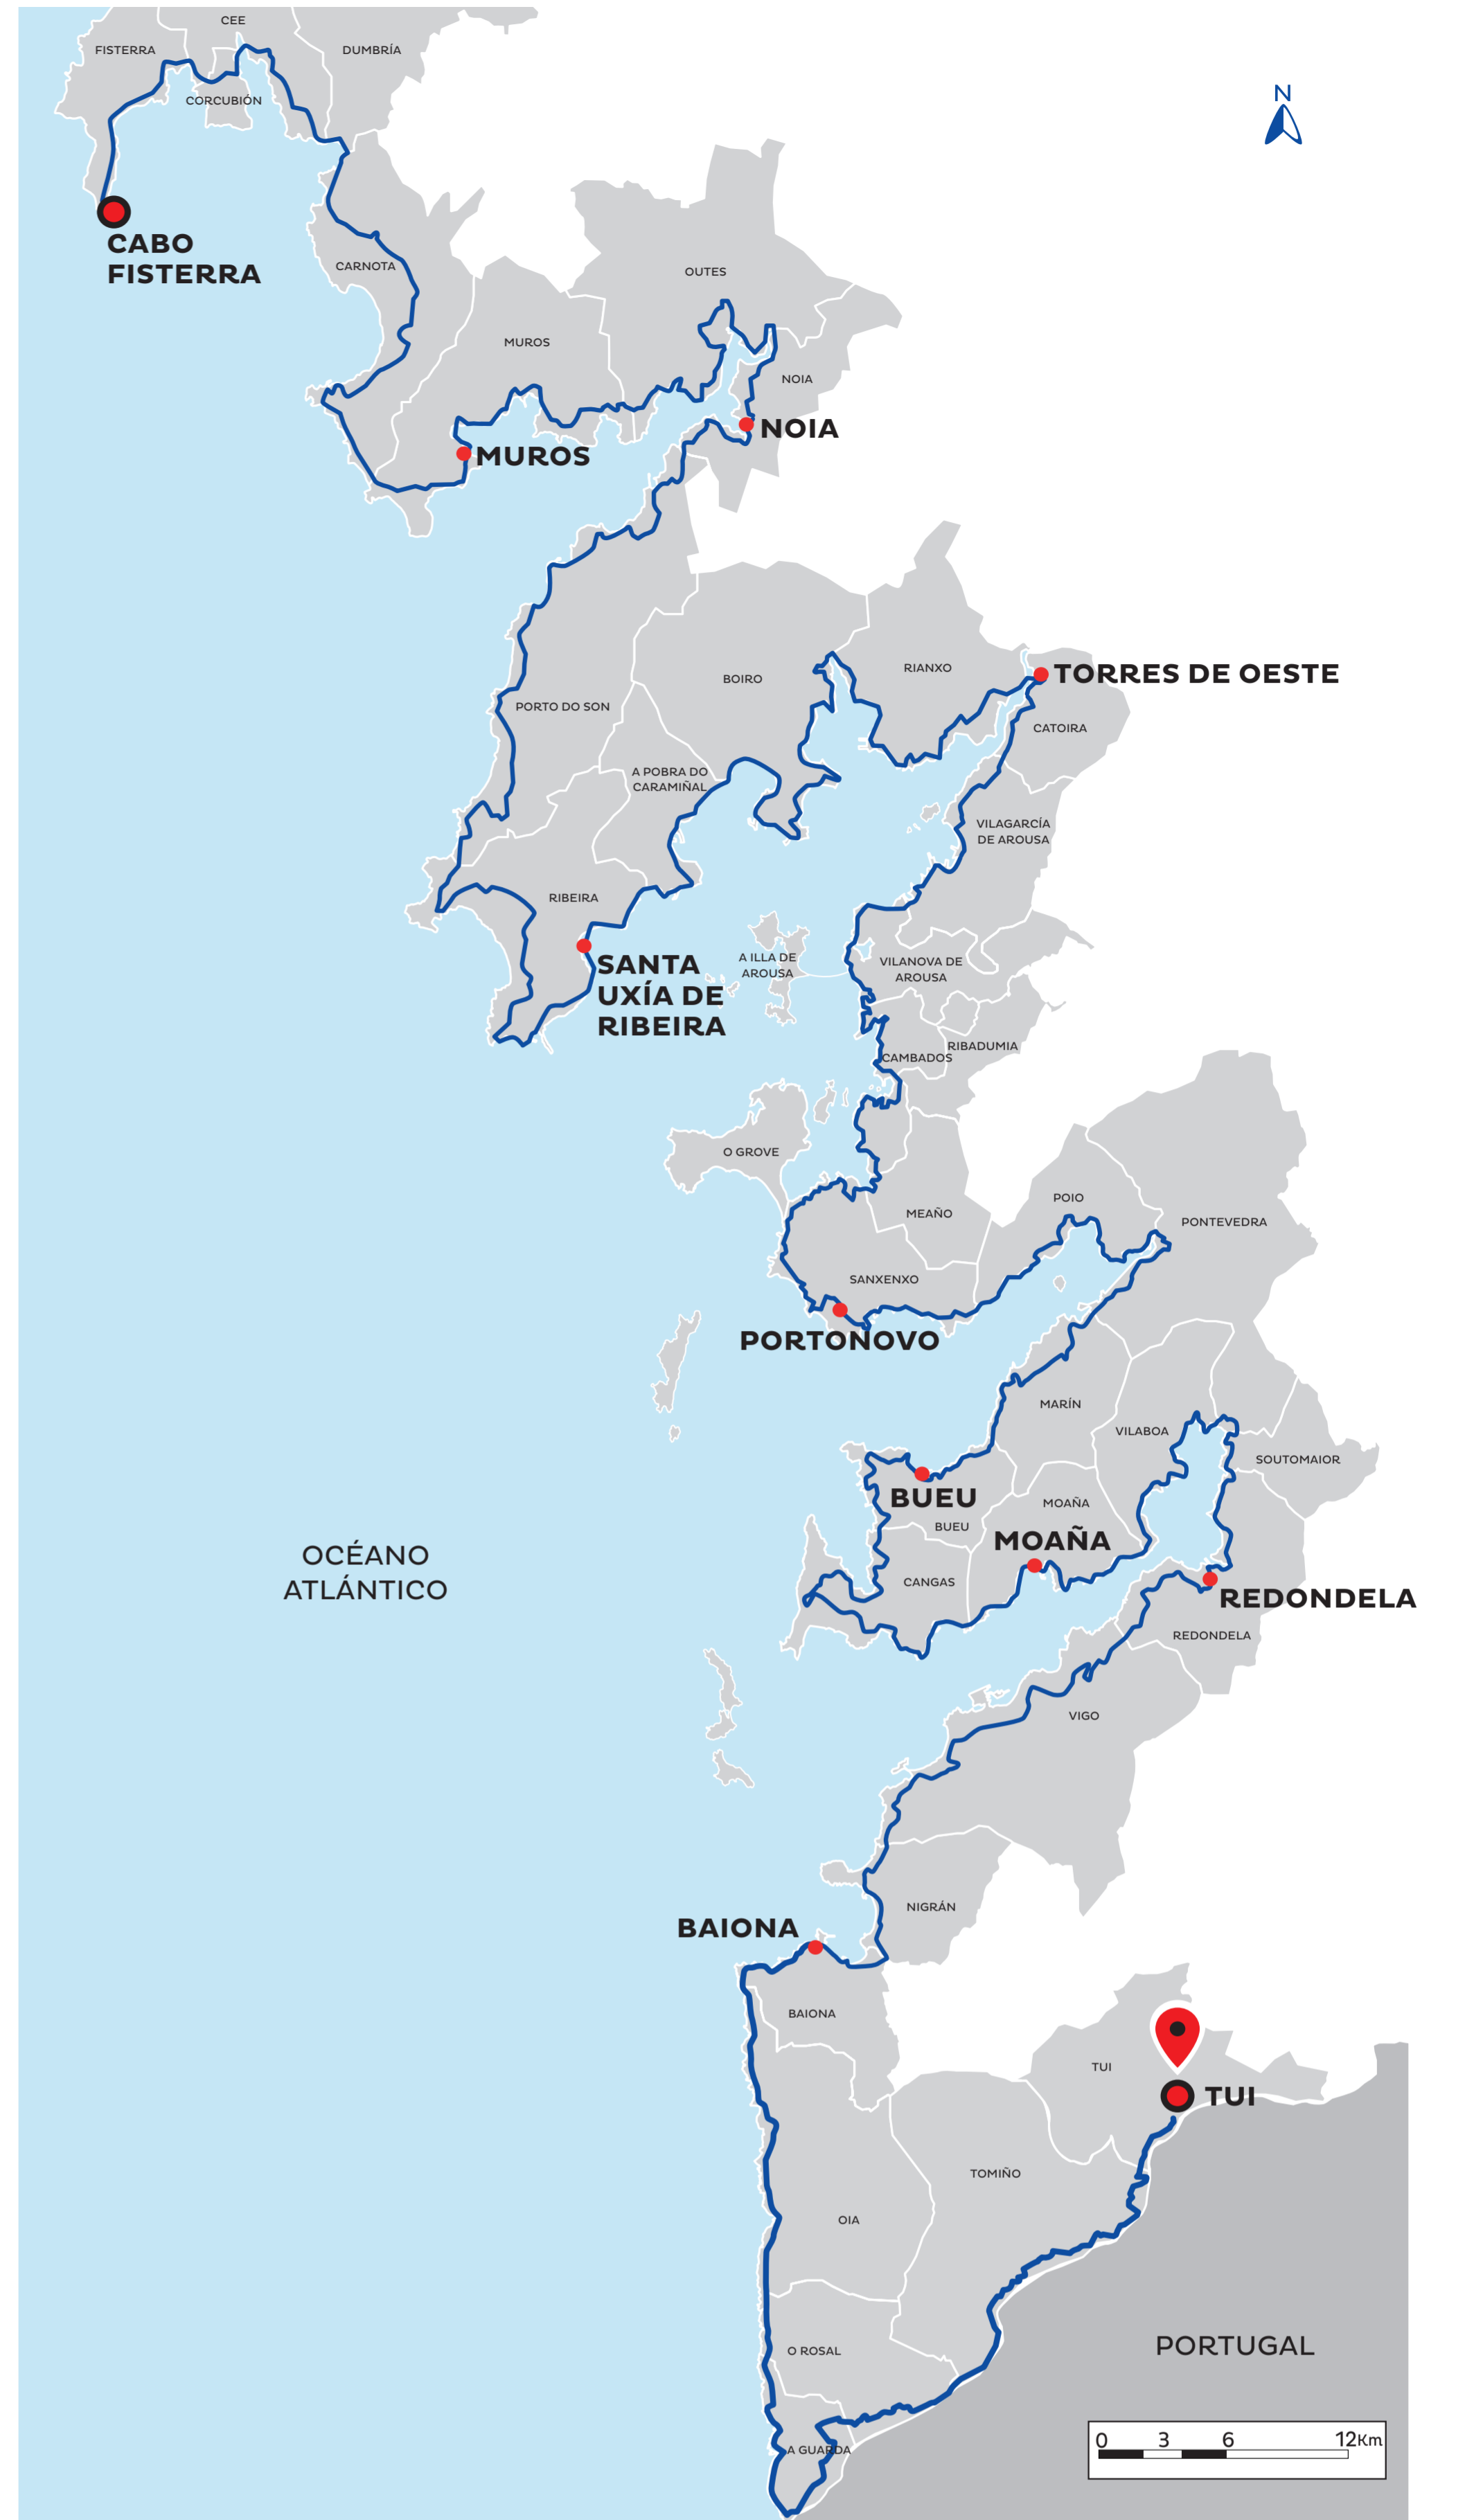 CEE
FISTERRA
DUMBRÍA
CORCUBIÓN
N
CABO
FISTERRA
CARNOTA
OUTES
MUROS
NOIA
NOIA
MUROS
RIANXO
TORRES DE OESTE
BOIRO
PORTO DO SON
CATOIRA
A POBRA DO
CARAMIÑAL
VILAGARCÍA
DE AROUSA
RIBEIRA
SANTA
UXÍA DE
RIBEIRA
A ILLA DE
AROUSA
VILANOVA DE
AROUSA
RIBADUMIA
CAMBADOS
O GROVE
POIO
MEAÑO
PONTEVEDRA
SANXENXO
PORTONOVO
MARÍN
VILABOA
SOUTOMAIOR
BUEU
MOAÑA
BUEU
MOAÑA
OCÉANO
ATLÁNTICO
CANGAS
REDONDELA
REDONDELA
VIGO
NIGRÁN
BAIONA
BAIONA
TUI
TUI
TOMIÑO
OIA
PORTUGAL
O ROSAL
A GUARDA
0 3 6 12Km